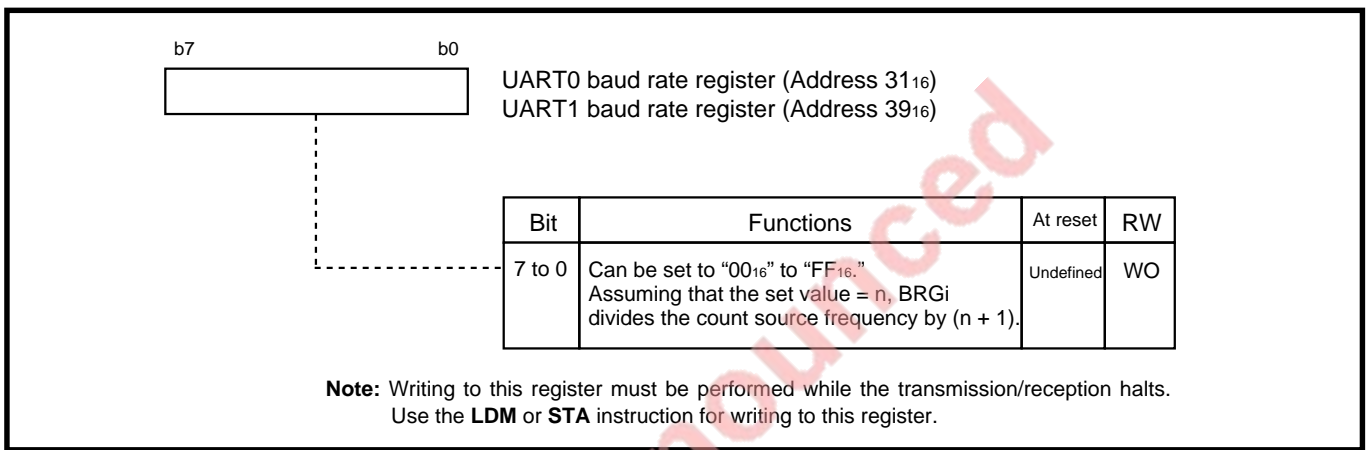 b7 b0
UART0 baud rate register (Address 31₁₆)
UART1 baud rate register (Address 39₁₆)
Bit Functions At reset RW
7 to 0 Can be set to “00₁₆” to “FF₁₆.” Undefined WO
Assuming that the set value = n, BRGi
divides the count source frequency by (n + 1).
Note: Writing to this register must be performed while the transmission/reception halts.
Use the LDM or STA instruction for writing to this register.
nounced